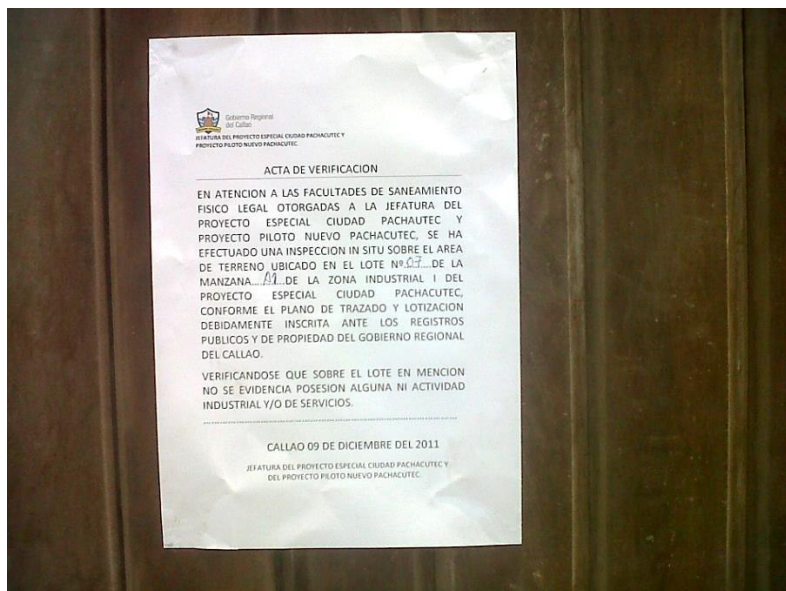 Gobierno Regional
del Callao
JEFATURA DEL PROYECTO ESPECIAL CIUDAD PACHACUTEC Y
PROYECTO PILOTO NUEVO PACHACUTEC.
ACTA DE VERIFICACION
EN ATENCION A LAS FACULTADES DE SANEAMIENTO
FISICO LEGAL OTORGADAS A LA JEFATURA DEL
PROYECTO ESPECIAL CIUDAD PACHAUTEC Y
PROYECTO PILOTO NUEVO PACHACUTEC, SE HA
EFECTUADO UNA INSPECCION IN SITU SOBRE EL AREA
DE TERRENO UBICADO EN EL LOTE Nº 07 DE LA
MANZANA A1 DE LA ZONA INDUSTRIAL I DEL
PROYECTO ESPECIAL CIUDAD PACHACUTEC,
CONFORME EL PLANO DE TRAZADO Y LOTIZACION
DEBIDAMENTE INSCRITA ANTE LOS REGISTROS
PUBLICOS Y DE PROPIEDAD DEL GOBIERNO REGIONAL
DEL CALLAO.
VERIFICANDOSE QUE SOBRE EL LOTE EN MENCION
NO SE EVIDENCIA POSESION ALGUNA NI ACTIVIDAD
INDUSTRIAL Y/O DE SERVICIOS.
CALLAO 09 DE DICIEMBRE DEL 2011
JEFATURA DEL PROYECTO ESPECIAL CIUDAD PACHACUTEC Y
DEL PROYECTO PILOTO NUEVO PACHACUTEC.